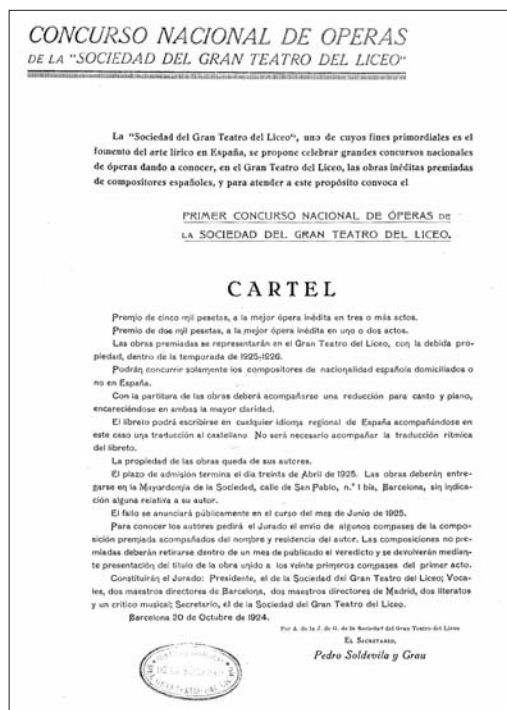 CONCURSO NACIONAL DE OPERAS
DE LA “SOCIEDAD DEL GRAN TEATRO DEL LICEO“
La “Sociedad del Gran Teatro del Liceo“, uno de cuyos fines primordiales es el
fomento del arte lírico en España, se propone celebrar grandes concursos nacionales
de óperas dando a conocer, en el Gran Teatro del Liceo, las obras inéditas premiadas
de compositores españoles, y para atender a este propósito convoca el
PRIMER CONCURSO NACIONAL DE ÓPERAS DE
LA SOCIEDAD DEL GRAN TEATRO DEL LICEO.
CARTEL
Premio de cinco mil pesetas, a la mejor ópera inédita en tres o más actos.
Premio de dos mil pesetas, a la mejor ópera inédita en uno o dos actos.
Las obras premiadas se representarán en el Gran Teatro del Liceo, con la debida pro-
piedad, dentro de la temporada de 1925-1926.
Podrán concurrir solamente los compositores de nacionalidad española domiciliados o
no en España.
Con la partitura de las obras deberá acompañarse una reducción para canto y piano,
encareciéndose en ambas la mayor claridad.
El libreto podrá escribirse en cualquier idioma regional de España acompañándose en
este caso una traducción al castellano No será necesario acompañar la traducción rítmica
del libreto.
La propiedad de las obras queda de sus autores.
El plazo de admisión termina el día treinta de Abril de 1925. Las obras deberán entre-
garse en la Mayordomía de la Sociedad, calle de San Pablo, n.º 1 bis, Barcelona, sin indica-
ción alguna relativa a su autor.
El fallo se anunciará públicamente en el curso del mes de Junio de 1925.
Para conocer los autores pedirá el Jurado el envío de algunos compases de la compo-
sición premiada acompañados del nombre y residencia del autor. Las composiciones no pre-
miadas deberán retirarse dentro de un mes de publicado el veredicto y se devolverán median-
te presentación del título de la obra unido a los veinte primeros compases del primer acto.
Constituirán el Jurado: Presidente, el de la Sociedad del Gran Teatro del Liceo; Voca-
les, dos maestros directores de Barcelona, dos maestros directores de Madrid, dos literatos
y un crítico musical; Secretario, el de la Sociedad del Gran Teatro del Liceo.
Barcelona 30 de Octubre de 1924.
Por A. de la J. de G. de la Sociedad del Gran Teatro del Liceo
EL SECRETARIO,
Pedro Soldevila y Grau
GRAN TEATRO DEL LICEO